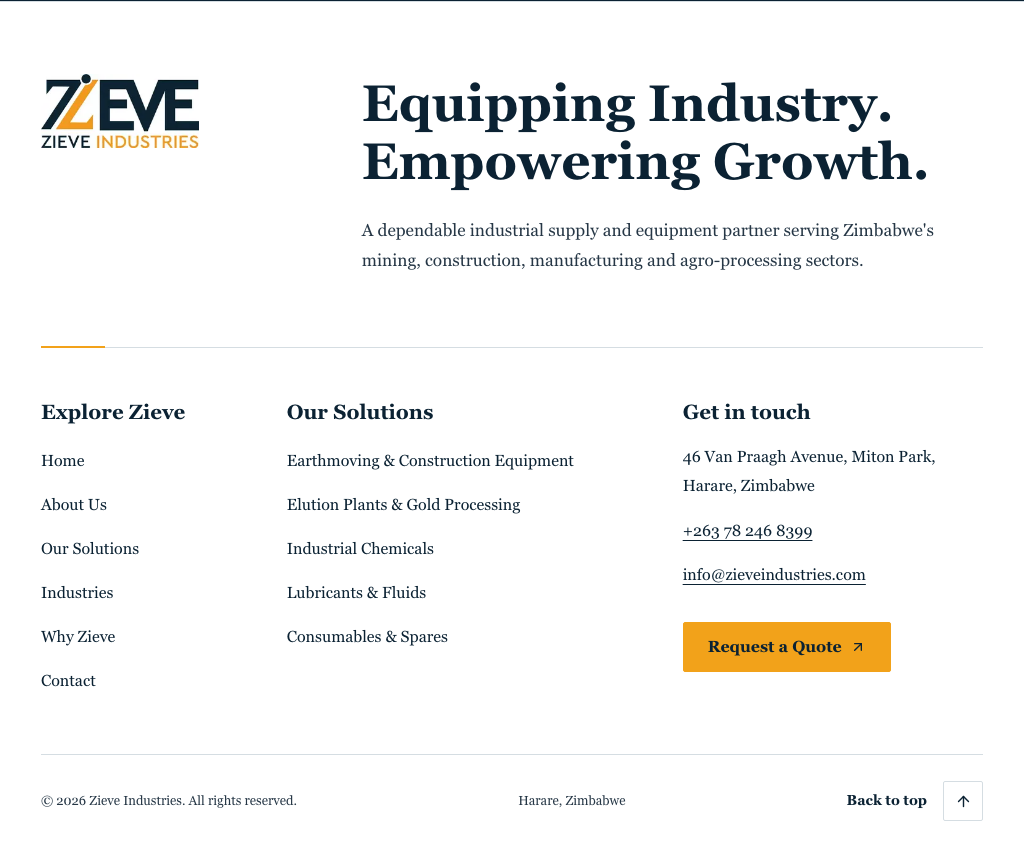 ZiEVE
ZIEVE INDUSTRIES
Equipping Industry.
Empowering Growth.
A dependable industrial supply and equipment partner serving Zimbabwe's
mining, construction, manufacturing and agro-processing sectors.
Explore Zieve
Home
About Us
Our Solutions
Industries
Why Zieve
Contact
Our Solutions
Earthmoving & Construction Equipment
Elution Plants & Gold Processing
Industrial Chemicals
Lubricants & Fluids
Consumables & Spares
Get in touch
46 Van Praagh Avenue, Miton Park,
Harare, Zimbabwe
+263 78 246 8399
info@zieveindustries.com
Request a Quote
© 2026 Zieve Industries. All rights reserved.
Harare, Zimbabwe
Back to top